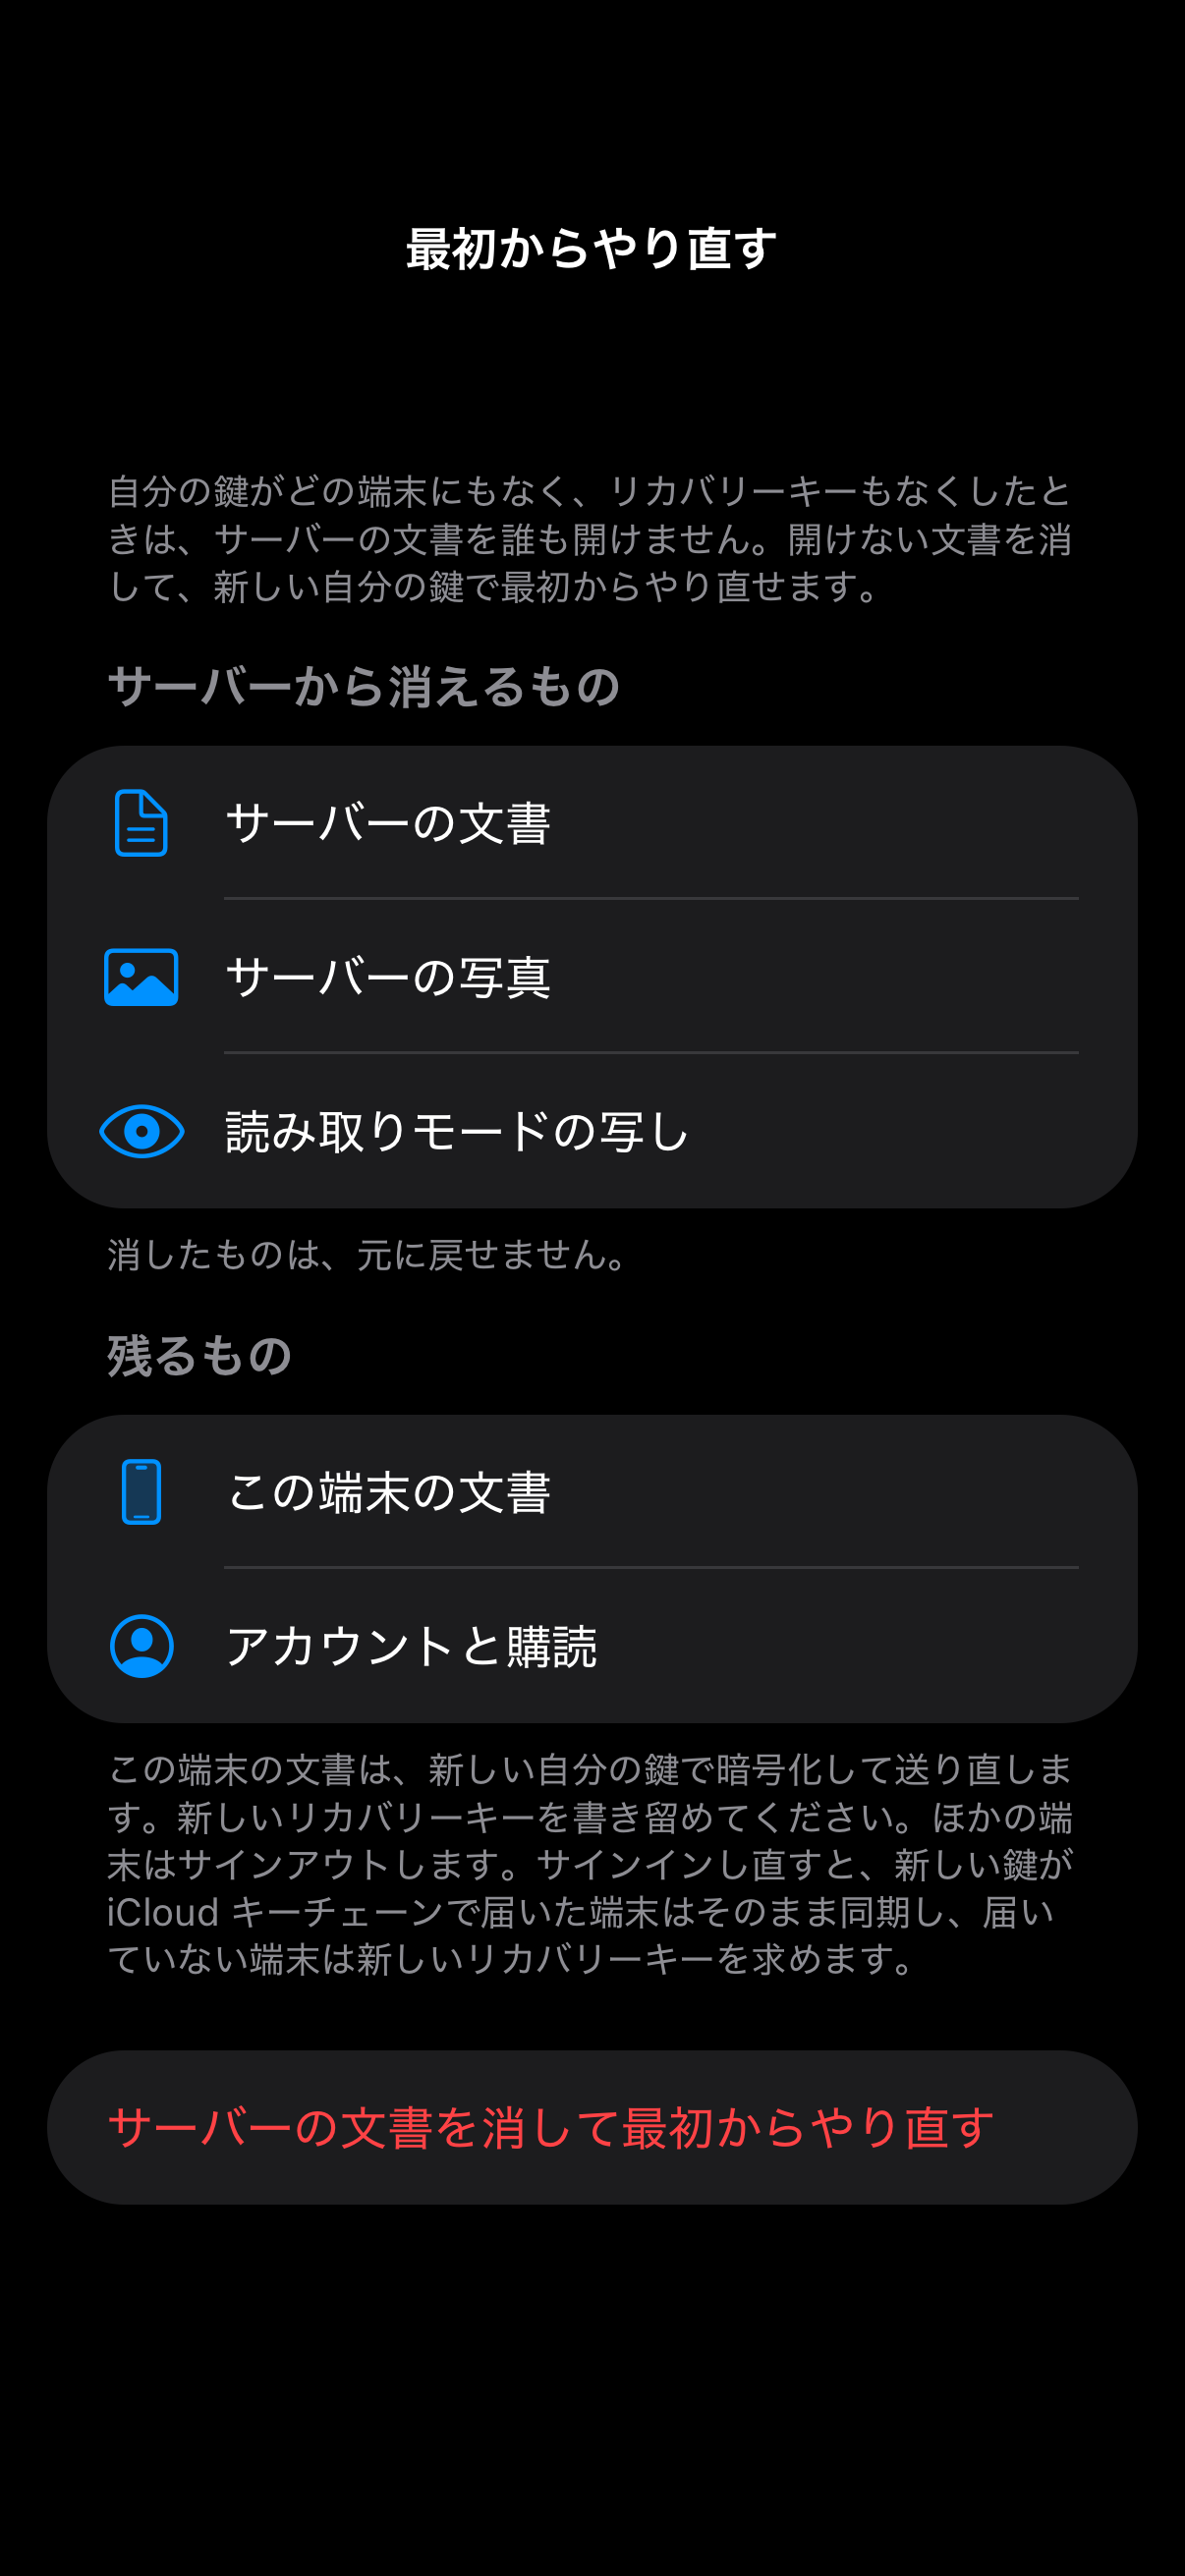 最初からやり直す
自分の鍵がどの端末にもなく、リカバリーキーもなくしたと
きは、サーバーの文書を誰も開けません。開けない文書を消
して、新しい自分の鍵で最初からやり直せます。
サーバーから消えるもの
サーバーの文書
サーバーの写真
読み取りモードの写し
消したものは、元に戻せません。
残るもの
この端末の文書
アカウントと購読
この端末の文書は、新しい自分の鍵で暗号化して送り直しま
す。新しいリカバリーキーを書き留めてください。ほかの端
末はサインアウトします。サインインし直すと、新しい鍵が
iCloud キーチェーンで届いた端末はそのまま同期し、届い
ていない端末は新しいリカバリーキーを求めます。
サーバーの文書を消して最初からやり直す